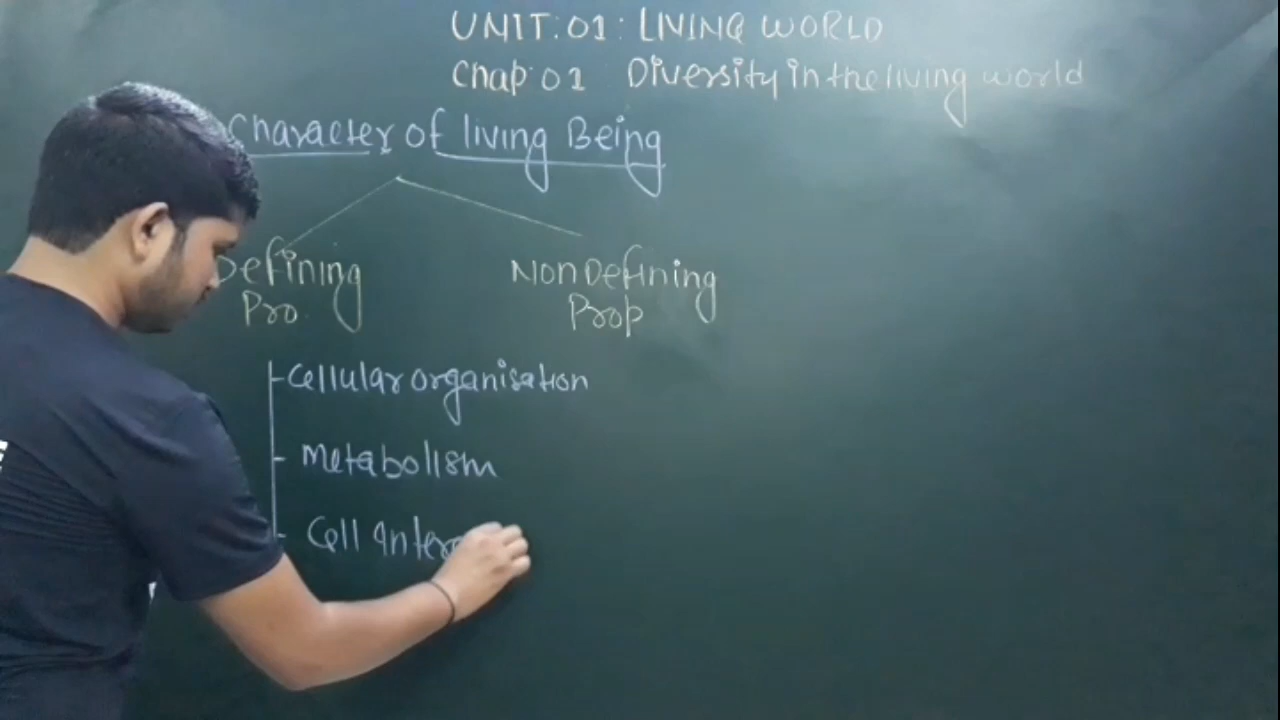 UNIT:01: LIVING WORLD
Chap:01 Diversity in the living world
Character of living Being
Defining
Pro.
Non Defining
Prop
Cellular organisation
Metabolism
Cell